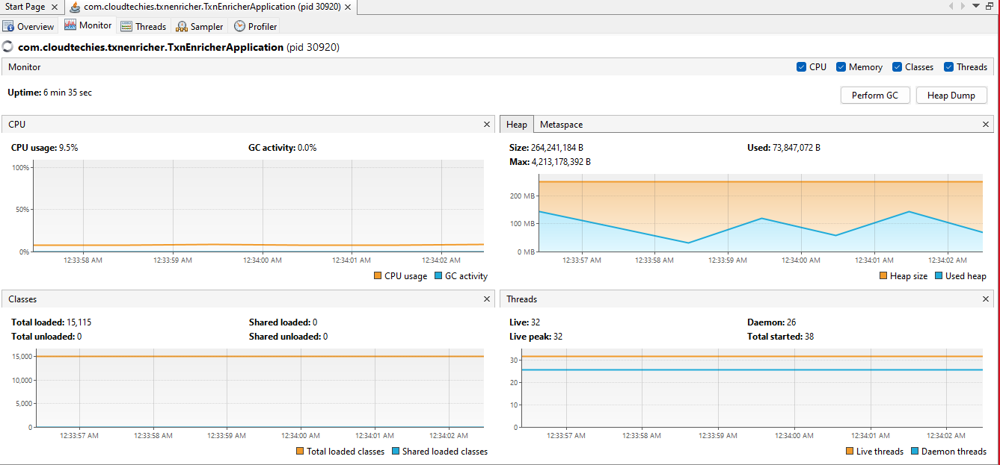 Start Page com.cloudtechies.txnenricher.TxnEnricherApplication (pid 30920)
Overview Monitor Threads Sampler Profiler
com.cloudtechies.txnenricher.TxnEnricherApplication (pid 30920)
Monitor CPU Memory Classes Threads
Uptime: 6 min 35 sec
Perform GC Heap Dump
CPU
CPU usage: 9.5% GC activity: 0.0%
100%
50%
0%
12:33:58 AM 12:33:59 AM 12:34:00 AM 12:34:01 AM 12:34:02 AM
CPU usage GC activity
Heap Metaspace
Size: 264,241,184 B Used: 73,847,072 B
Max: 4,213,178,392 B
200 MB
100 MB
0 MB
12:33:57 AM 12:33:58 AM 12:33:59 AM 12:34:00 AM 12:34:01 AM 12:34:02 AM
Heap size Used heap
Classes
Total loaded: 15,115 Shared loaded: 0
Total unloaded: 0 Shared unloaded: 0
15,000
10,000
5,000
0
12:33:57 AM 12:33:58 AM 12:33:59 AM 12:34:00 AM 12:34:01 AM 12:34:02 AM
Total loaded classes Shared loaded classes
Threads
Live: 32 Daemon: 26
Live peak: 32 Total started: 38
30
20
10
0
12:33:57 AM 12:33:58 AM 12:33:59 AM 12:34:00 AM 12:34:01 AM 12:34:02 AM
Live threads Daemon threads